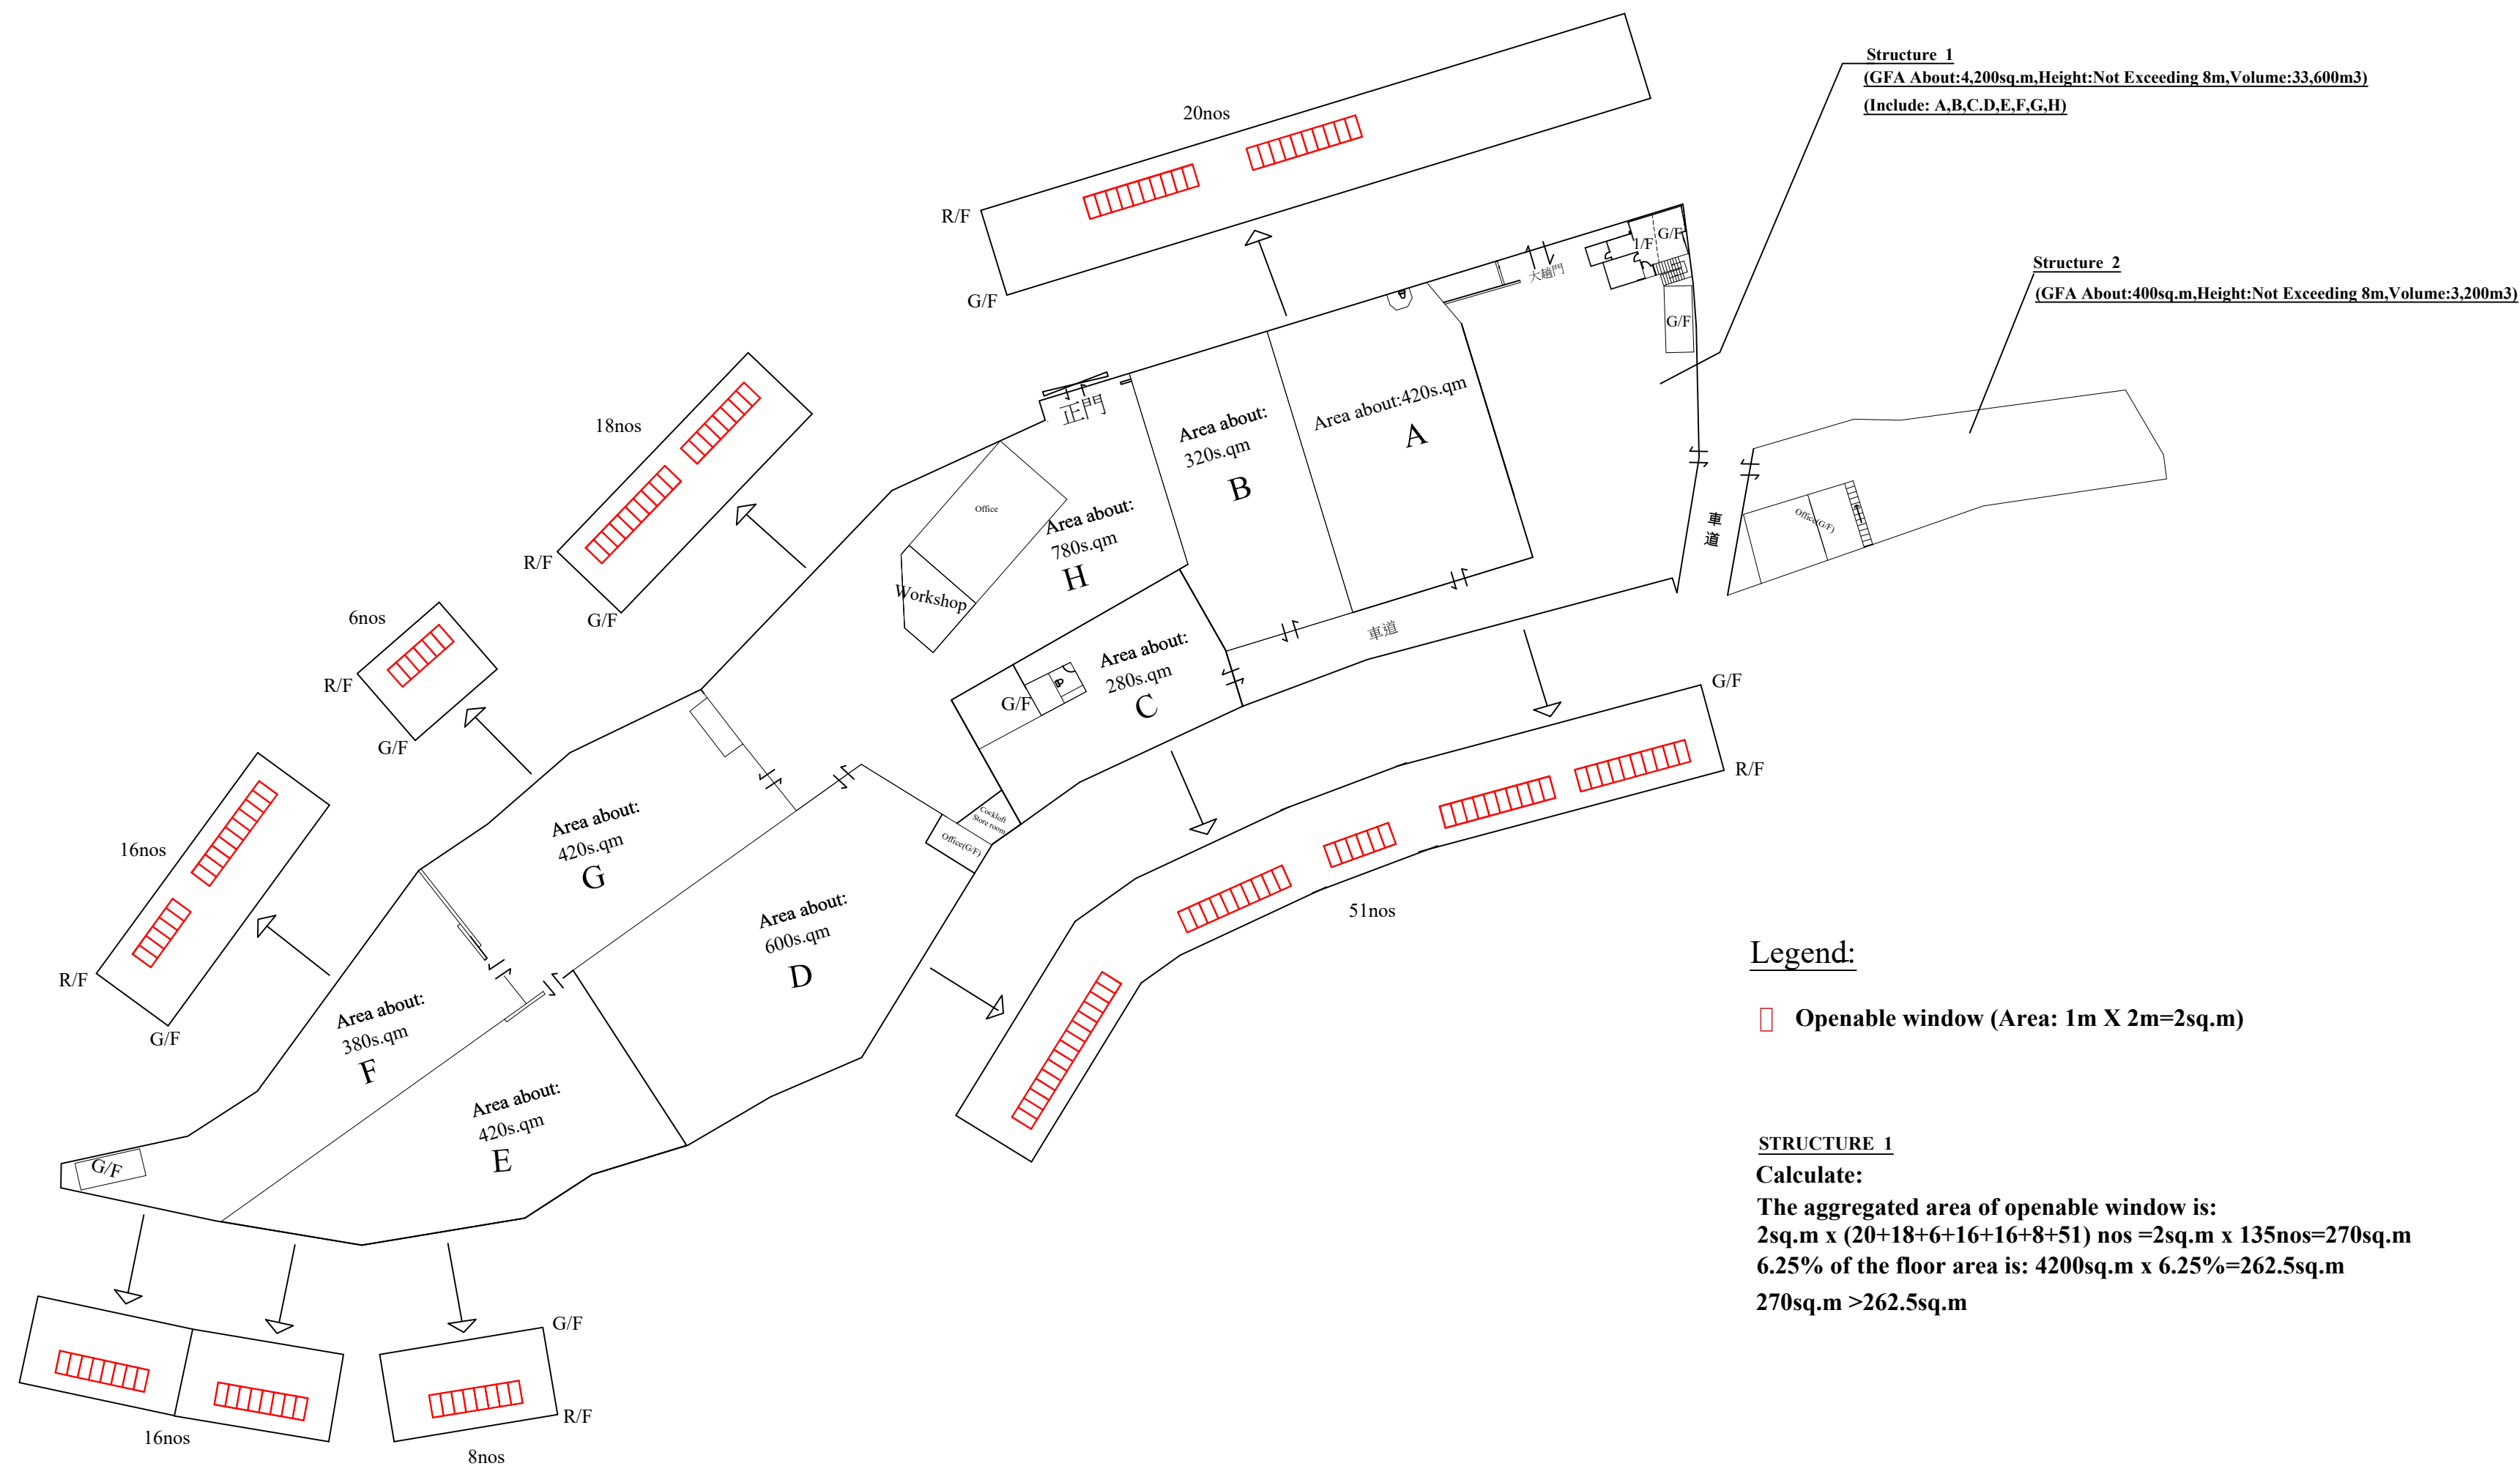 Structure 1
(GFA About:4,200sq.m,Height:Not Exceeding 8m,Volume:33,600m3)
(Include: A,B,C.D,E,F,G,H)
Structure 2
(GFA About:400sq.m,Height:Not Exceeding 8m,Volume:3,200m3)
20nos
R/F
G/F
1/F
G/F
大趟門
G/F
18nos
R/F
G/F
正門
Area about:
320s.qm
B
Area about:420s.qm
A
Office
Area about:
780s.qm
H
Workshop
車道
Office(G/F)
車道
6nos
R/F
G/F
Area about:
280s.qm
C
G/F
G/F
R/F
51nos
16nos
R/F
G/F
Area about:
420s.qm
G
Cockloft
Store room
Office(G/F)
Area about:
600s.qm
D
Area about:
380s.qm
F
Area about:
420s.qm
E
G/F
16nos
G/F
R/F
8nos
Legend:
Openable window (Area: 1m X 2m=2sq.m)
STRUCTURE 1
Calculate:
The aggregated area of openable window is:
2sq.m x (20+18+6+16+16+8+51) nos =2sq.m x 135nos=270sq.m
6.25% of the floor area is: 4200sq.m x 6.25%=262.5sq.m
270sq.m >262.5sq.m